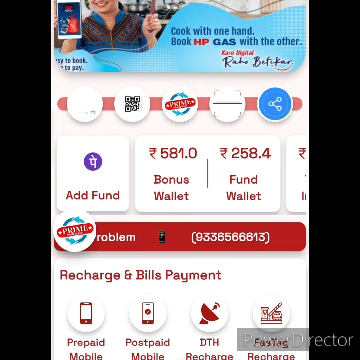 Cook with one hand.
Book HP GAS with the other.
Karo Digital
Raho Befikar.
sy to book.
to pay.
PRIME
₹ 581.0
₹ 258.4
₹
पे
Bonus
Wallet
Fund
Wallet
Add Fund
PRIME
roblem
(9336566613)
Recharge & Bills Payment
Prepaid
Mobile
Postpaid
Mobile
DTH
Recharge
Recharge
Director